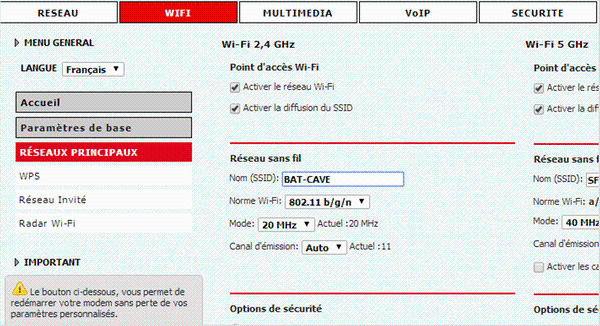 RESEAU WIFI MULTIMEDIA VoIP SECURITE
MENU GENERAL
LANGUE Français
Accueil
Paramètres de base
RÉSEAUX PRINCIPAUX
WPS
Réseau Invité
Radar Wi-Fi
IMPORTANT
Le bouton ci-dessous, vous permet de
redémarrer votre modem sans perte de vos
paramètres personnalisés.
Wi-Fi 2,4 GHz
Point d'accès Wi-Fi
Activer le réseau Wi-Fi
Activer la diffusion du SSID
Réseau sans fil
Nom (SSID): BAT-CAVE
Norme Wi-Fi: 802.11 b/g/n
Mode: 20 MHz Actuel :20 MHz
Canal d'émission: Auto Actuel :11
Options de sécurité
Wi-Fi 5 GHz
Point d'accès
Activer le rés
Activer la dif
Réseau sans fi
Nom (SSID): SF
Norme Wi-Fi: a/
Mode: 40 MH
Canal d'émission
Activer les ca
Options de séc